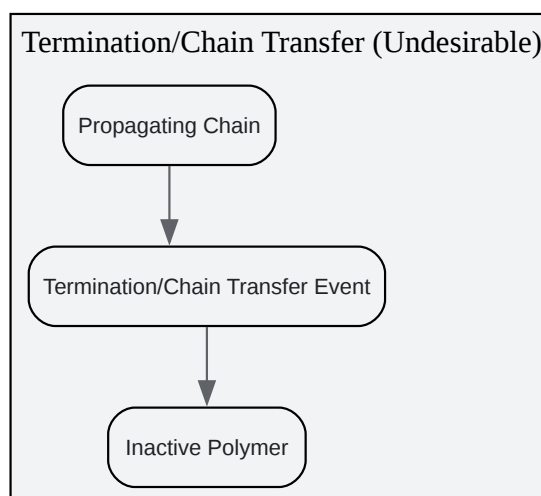 Termination/Chain Transfer (Undesirable)
Propagating Chain
Termination/Chain Transfer Event
Inactive Polymer